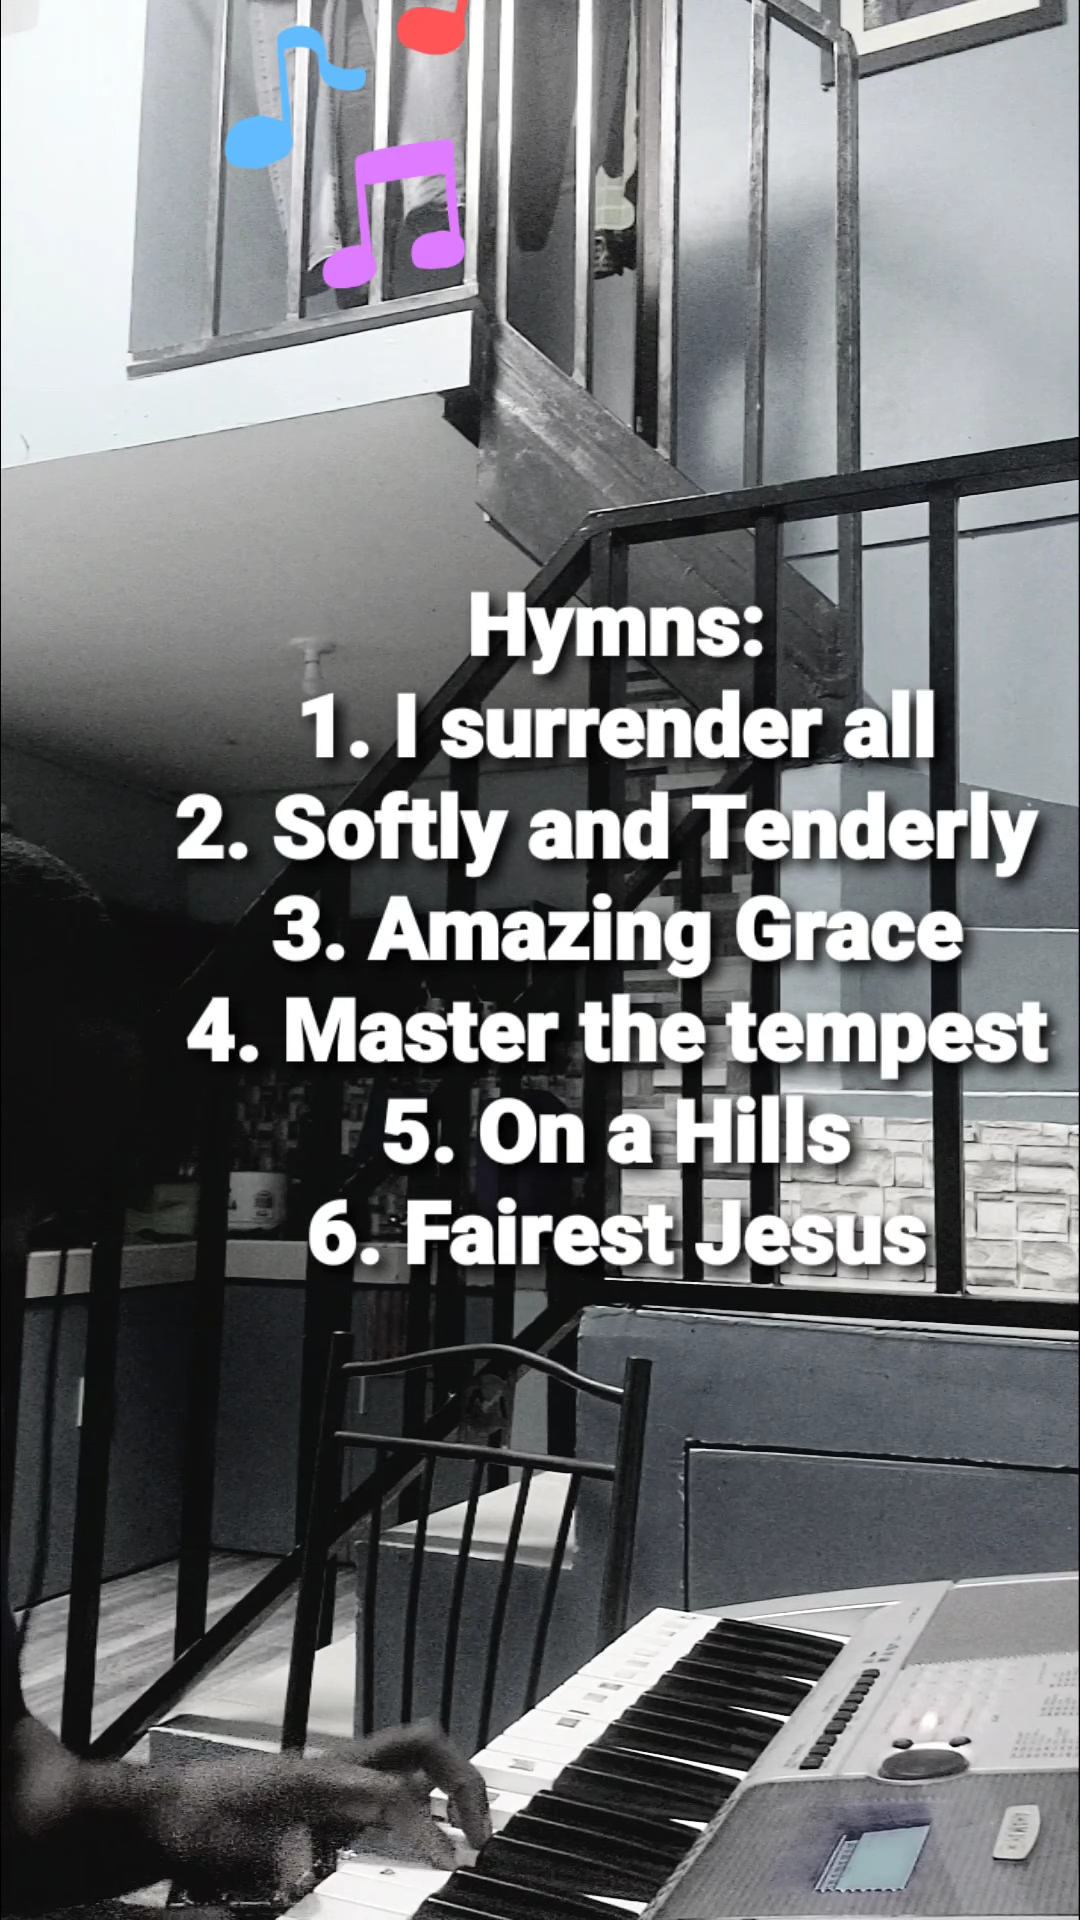 Hymns:
1. I surrender all
2. Softly and Tenderly
3. Amazing Grace
4. Master the tempest
5. On a Hills
6. Fairest Jesus